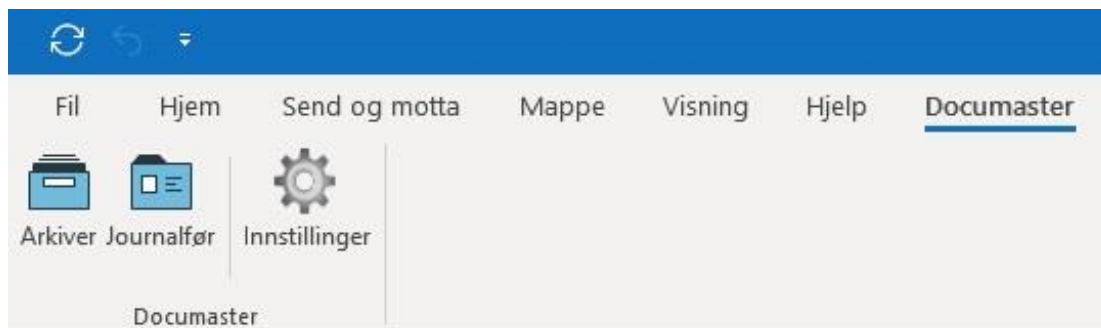 Fil Hjem Send og motta Mappe Visning Hjelp Documaster
Arkiver Journalfør Innstillinger
Documaster